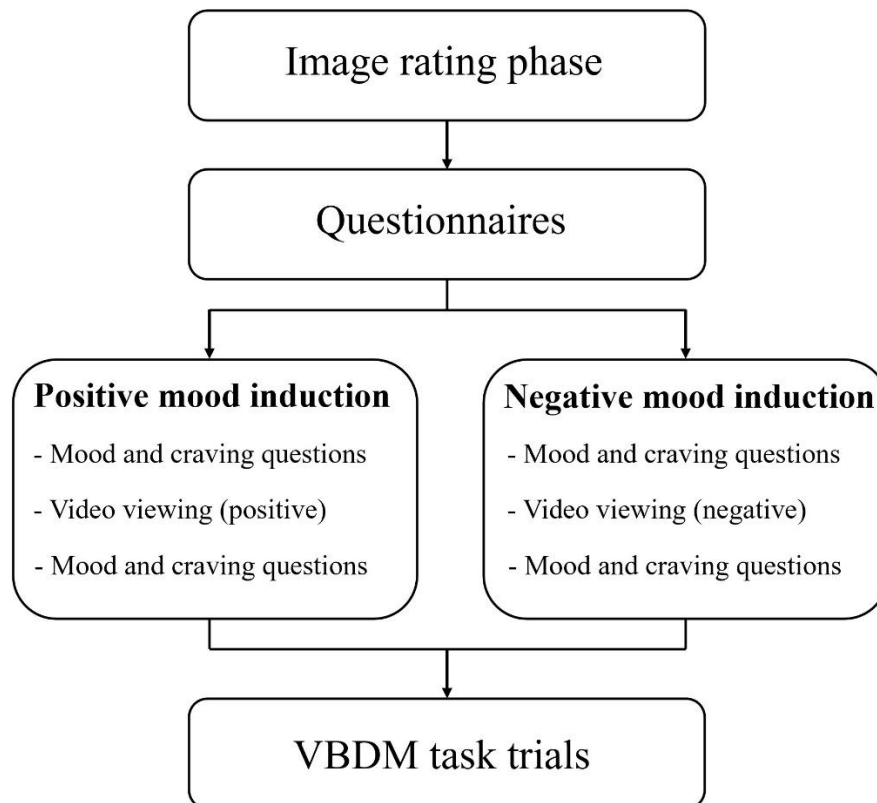 Image rating phase
Questionnaires
Positive mood induction
- Mood and craving questions
- Video viewing (positive)
- Mood and craving questions
Negative mood induction
- Mood and craving questions
- Video viewing (negative)
- Mood and craving questions
VBDM task trials